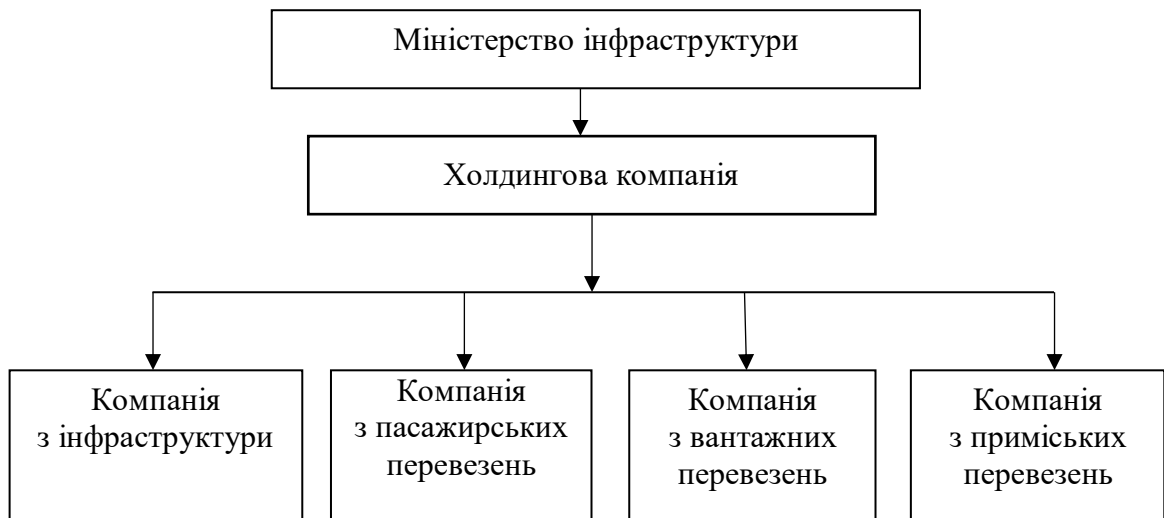 Міністерство інфраструктури
Холдингова компанія
Компанія
з інфраструктури
Компанія
з пасажирських
перевезень
Компанія
з вантажних
перевезень
Компанія
з приміських
перевезень